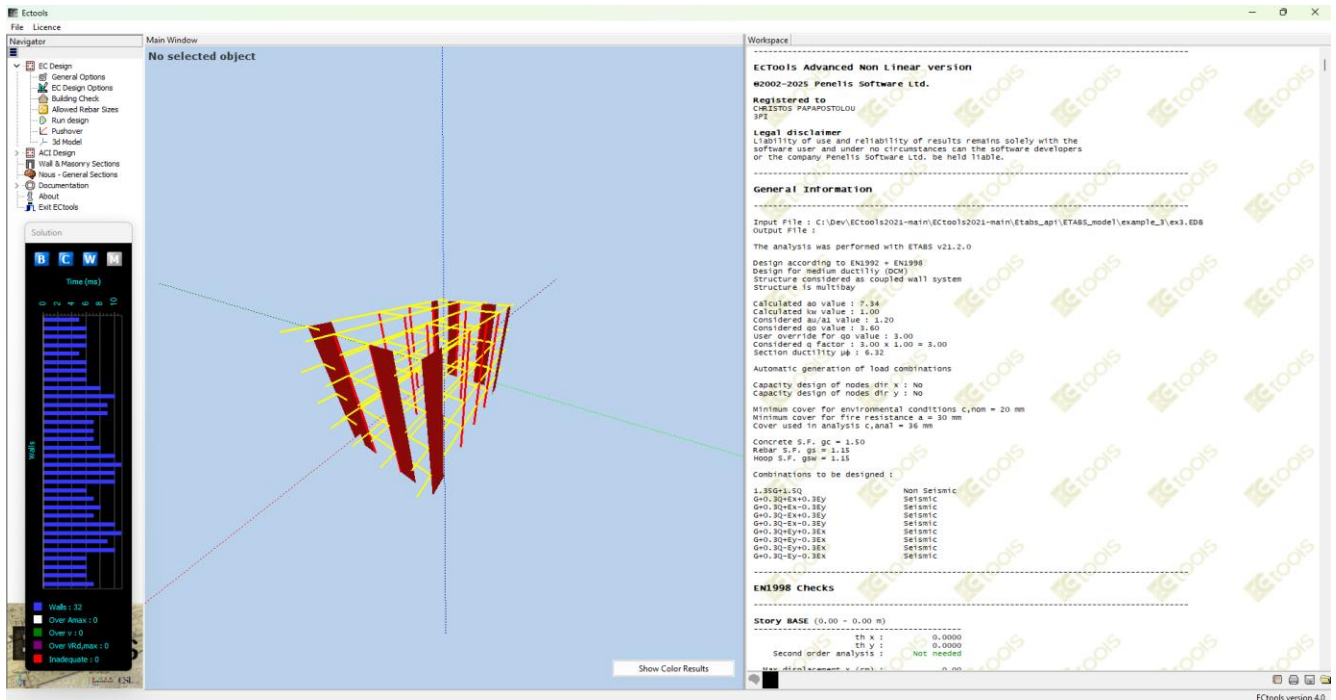 Ectools
File Licence
Navigator
EC Design
General Options
EC Design Options
Building Check
Allowed Rebar Sizes
Run design
Pushover
3d Model
ACI Design
Wall & Masonry Sections
Nous - General Sections
Documentation
About
Exit ECtools
Solution
B C W M
Time (ms)
0 2 4 6 8 10
Walls
Walls : 32
Over Amax : 0
Over v : 0
Over VRd,max : 0
Inadequate : 0
Main Window
No selected object
Show Color Results
Workspace
ECTools Advanced Non Linear version
©2002-2025 Penelis Software Ltd.
Registered to
CHRISTOS PAPAPOSTOLOU
3PI
Legal disclaimer
Liability of use and reliability of results remains solely with the
software user and under no circumstances can the software developers
or the company Penelis Software Ltd. be held liable.
General Information
Input File : C:\Dev\ECtools2021-main\ECtools2021-main\Etabs_api\ETABS_model\example_3\ex3.EDB
Output File :
The analysis was performed with ETABS v21.2.0
Design according to EN1992 + EN1998
Design for medium ductiliy (DCM)
Structure considered as coupled wall system
Structure is multibay
Calculated ao value : 7.34
Calculated kw value : 1.00
Considered au/a1 value : 1.20
Considered qo value : 3.60
User override for qo value : 3.00
Considered q factor : 3.00 x 1.00 = 3.00
Section ductility μφ : 6.32
Automatic generation of load combinations
Capacity design of nodes dir x : No
Capacity design of nodes dir y : No
Minimum cover for environmental conditions c,nom = 20 mm
Minimum cover for fire resistance a = 30 mm
Cover used in analysis c,anal = 36 mm
Concrete S.F. gc = 1.50
Rebar S.F. gs = 1.15
Hoop S.F. gsw = 1.15
Combinations to be designed :
1.35G+1.5Q Non Seismic
G+0.3Q+Ex+0.3Ey Seismic
G+0.3Q+Ex-0.3Ey Seismic
G+0.3Q-Ex+0.3Ey Seismic
G+0.3Q-Ex-0.3Ey Seismic
G+0.3Q+Ey+0.3Ex Seismic
G+0.3Q+Ey-0.3Ex Seismic
G+0.3Q-Ey+0.3Ex Seismic
G+0.3Q-Ey-0.3Ex Seismic
EN1998 Checks
Story BASE (0.00 - 0.00 m)
th x : 0.0000
th y : 0.0000
Second order analysis : Not needed
Max displacement x (cm) : 0.00
ECtools version 4.0